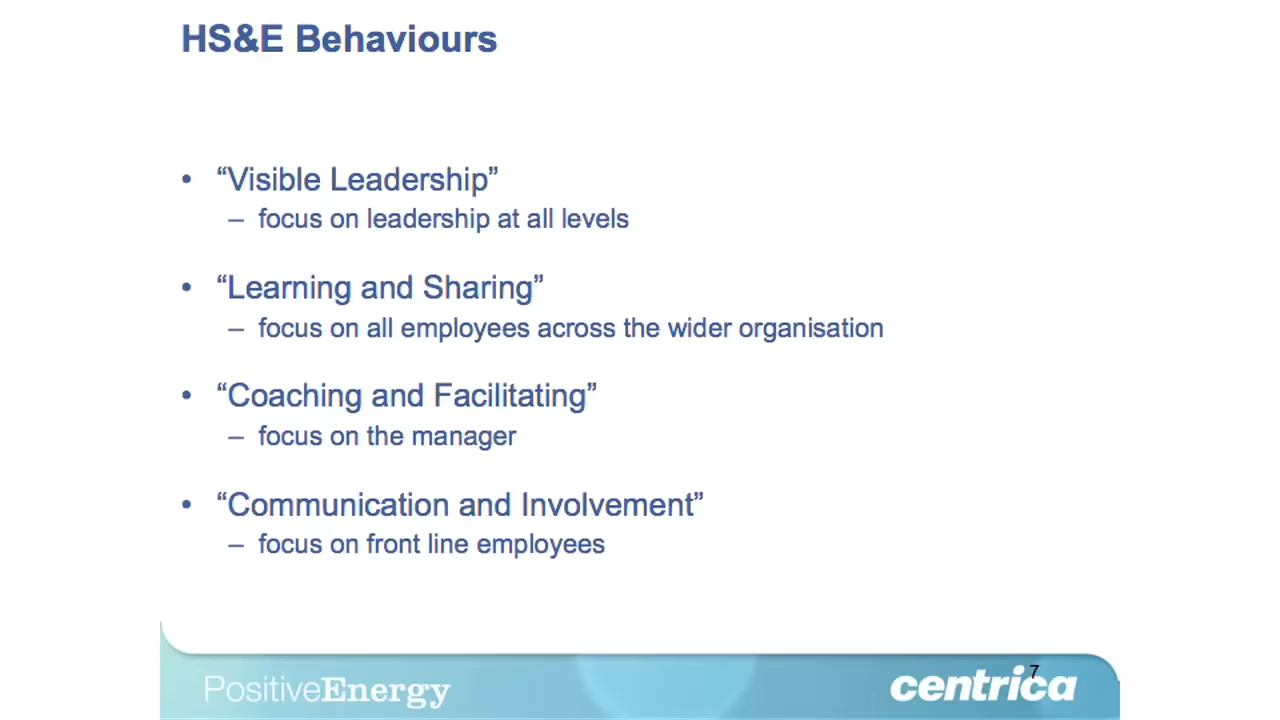 HS&E Behaviours
• “Visible Leadership”
– focus on leadership at all levels
• “Learning and Sharing”
– focus on all employees across the wider organisation
• “Coaching and Facilitating”
– focus on the manager
• “Communication and Involvement”
– focus on front line employees
PositiveEnergy
centrica
7